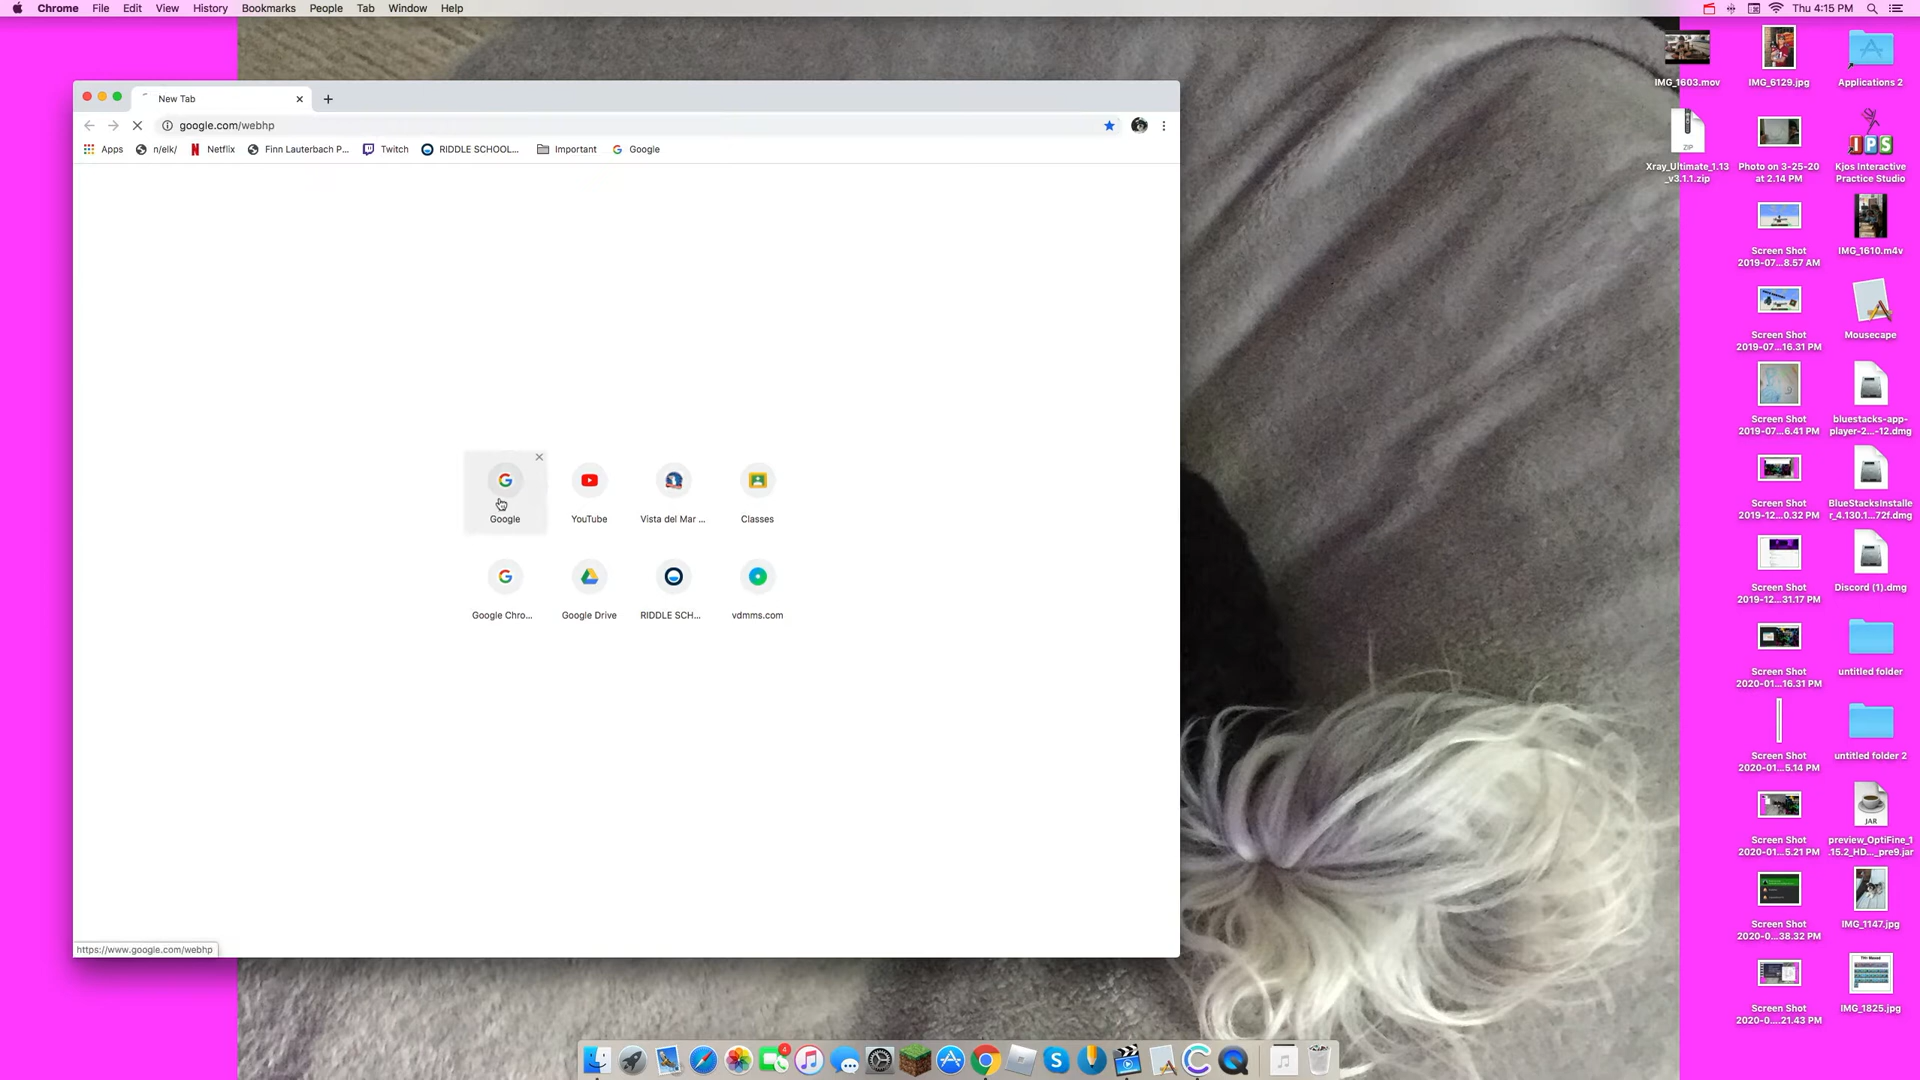 Chrome File Edit View History Bookmarks People Tab Window Help
Thu 4:15 PM
New Tab
google.com/webhp
Apps n/elk/ Netflix Finn Lauterbach P... Twitch RIDDLE SCHOOL... Important Google
Google YouTube Vista del Mar ... Classes
Google Chro... Google Drive RIDDLE SCH... vdmms.com
https://www.google.com/webhp
IMG_1603.mov IMG_6129.jpg Applications 2
ZIP
IPS
Xray_Ultimate_1.13 Photo on 3-25-20 Kjos Interactive
_v3.1.1.zip at 2.14 PM Practice Studio
Screen Shot IMG_1610.m4v
2019-07...8.57 AM
Screen Shot Mousecape
2019-07...16.31 PM
Screen Shot bluestacks-app-
2019-07...6.41 PM player-2...-12.dmg
Screen Shot BlueStacksInstalle
2019-12...0.32 PM r_4.130.1...72f.dmg
Screen Shot Discord (1).dmg
2019-12...31.17 PM
Screen Shot untitled folder
2020-01...16.31 PM
Screen Shot untitled folder 2
2020-01...5.14 PM
JAR
Screen Shot preview_OptiFine_1
2020-01...5.21 PM .15.2_HD..._pre9.jar
Screen Shot IMG_1147.jpg
2020-0...38.32 PM
Screen Shot IMG_1825.jpg
2020-0....21.43 PM
4